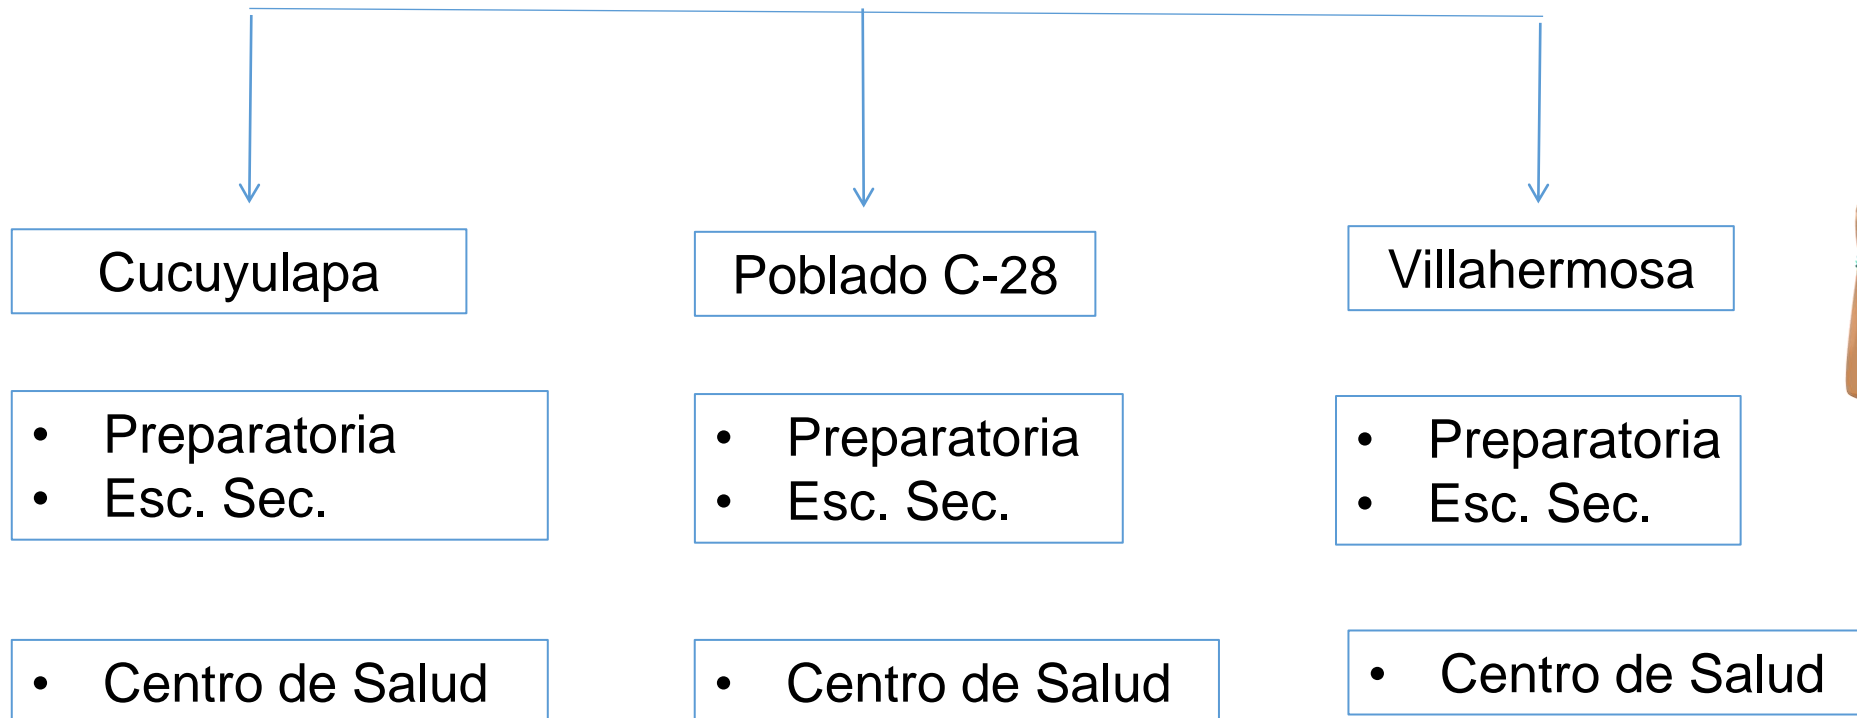 Cucuyulapa
Poblado C-28
Villahermosa
• Preparatoria
• Esc. Sec.
• Preparatoria
• Esc. Sec.
• Preparatoria
• Esc. Sec.
• Centro de Salud
• Centro de Salud
• Centro de Salud